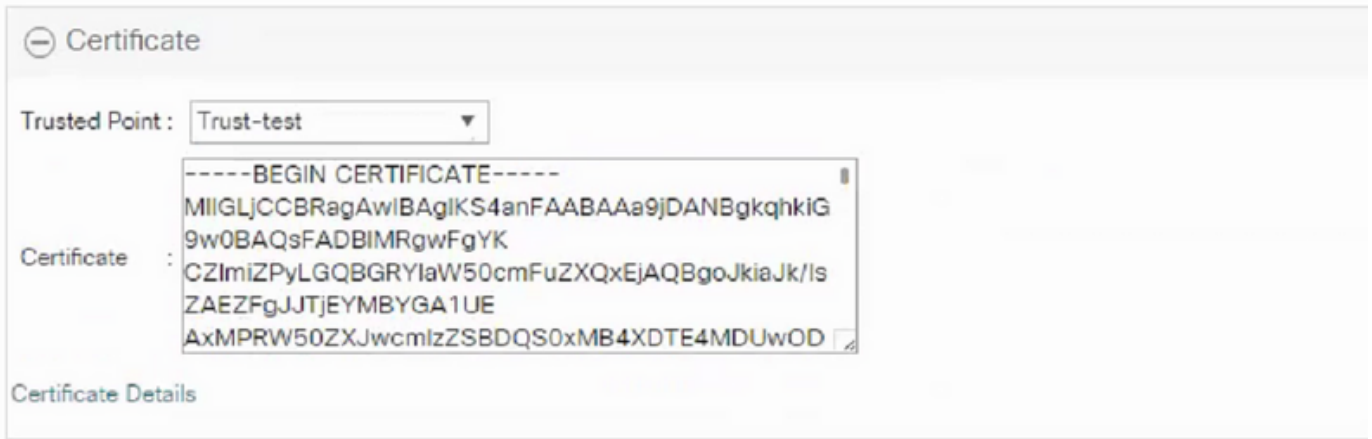 Certificate
Trusted Point : Trust-test
-----BEGIN CERTIFICATE-----
MIIGLjCCBRagAwIBAgIKS4anFAABAAa9jDANBgkqhkiG
9w0BAQsFADBIMRgwFgYK
Certificate :
CZImiZPyLGQBGRYIaW50cmFuZXQxEjAQBgoJkiaJk/Is
ZAEZFgJJTjEYMBYGA1UE
AxMPRW50ZXJwcmlzZSBDQS0xMB4XDTE4MDUwOD
Certificate Details